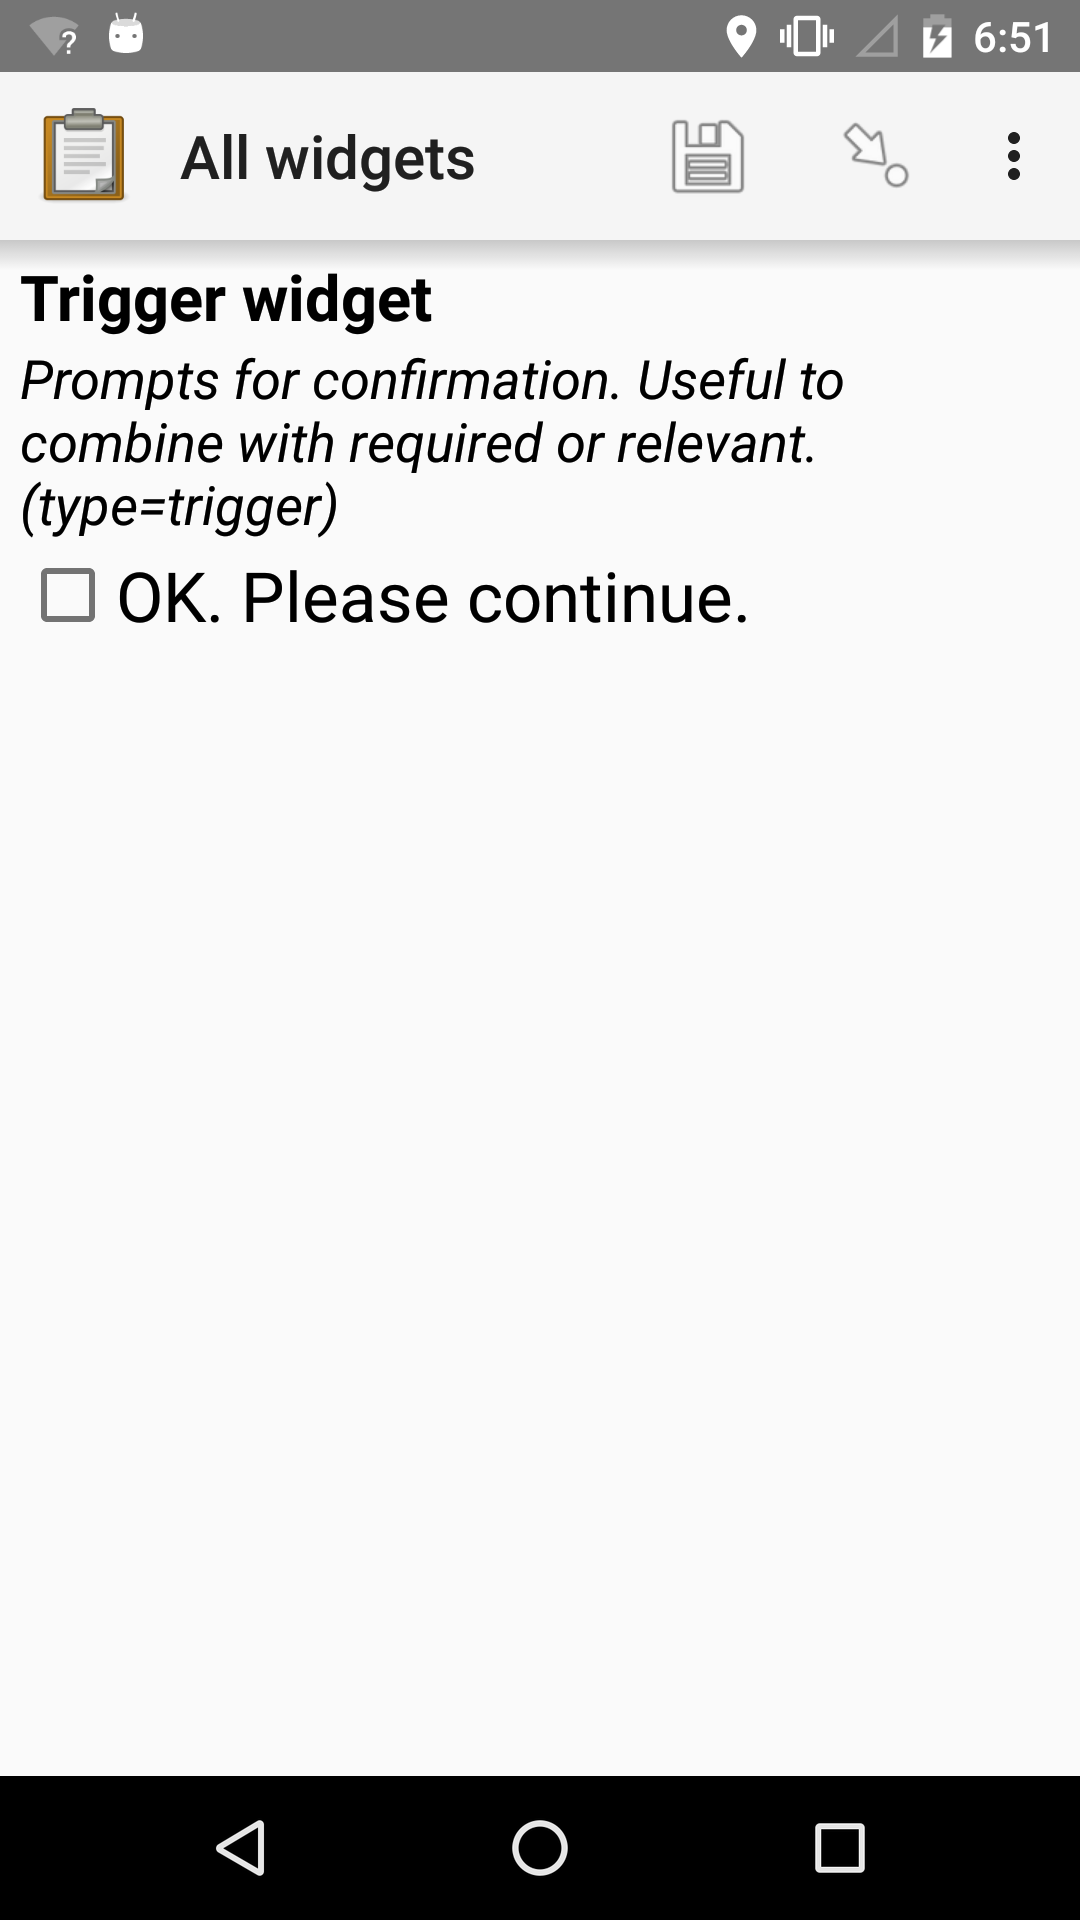 6:51
All widgets
Trigger widget
Prompts for confirmation. Useful to
combine with required or relevant.
(type=trigger)
OK. Please continue.